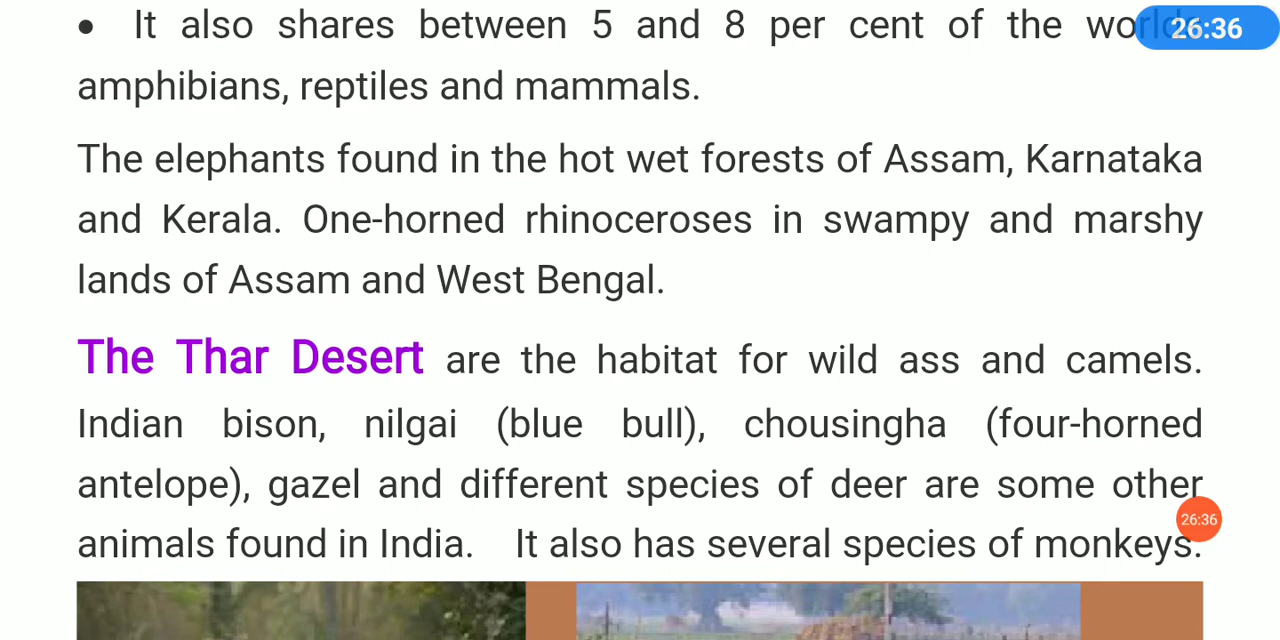 • It also shares between 5 and 8 per cent of the world's
26:36
amphibians, reptiles and mammals.
The elephants found in the hot wet forests of Assam, Karnataka
and Kerala. One-horned rhinoceroses in swampy and marshy
lands of Assam and West Bengal.
The Thar Desert are the habitat for wild ass and camels.
Indian bison, nilgai (blue bull), chousingha (four-horned
antelope), gazel and different species of deer are some other
26:36
animals found in India. It also has several species of monkeys.